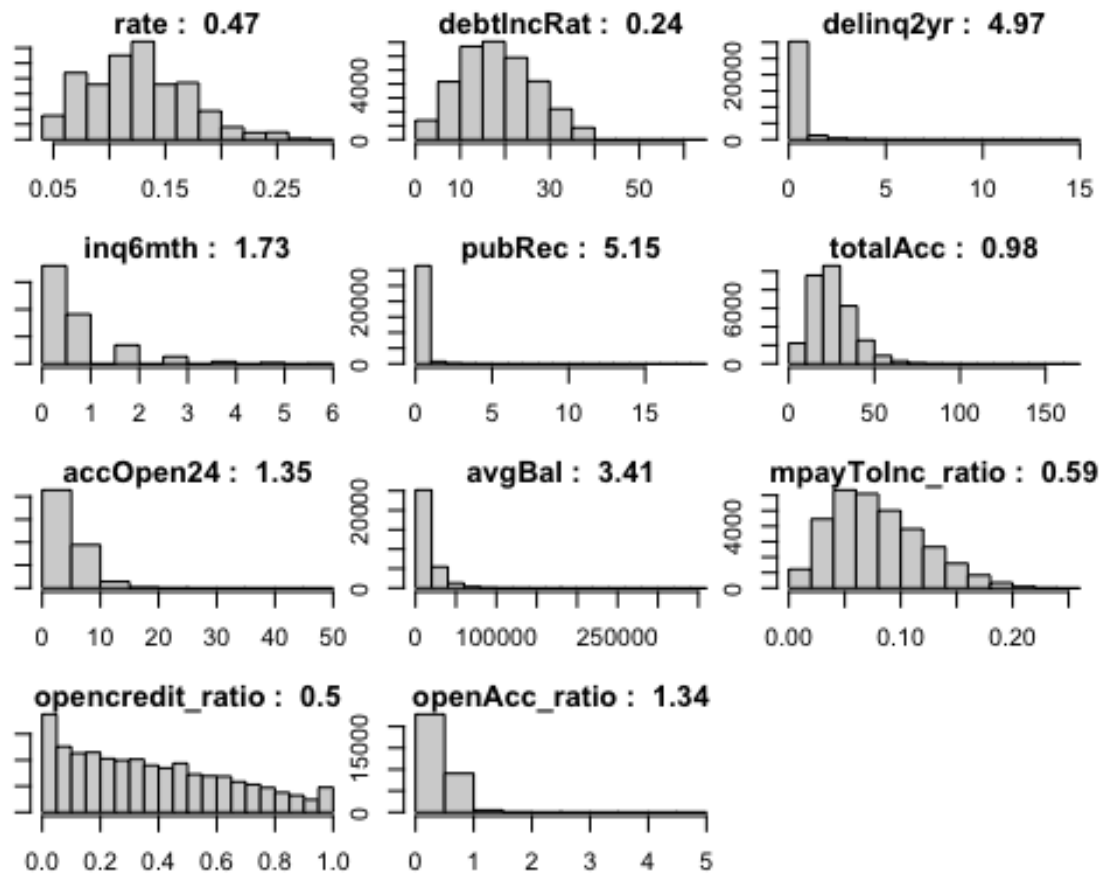 rate : 0.47
0.05 0.15 0.25
debtIncRat : 0.24
0 4000
0 10 30 50
delinq2yr : 4.97
0 20000
0 5 10 15
inq6mth : 1.73
0 1 2 3 4 5 6
pubRec : 5.15
0 20000
0 5 10 15
totalAcc : 0.98
0 6000
0 50 100 150
accOpen24 : 1.35
0 10 20 30 40 50
avgBal : 3.41
0 20000
0 100000 250000
mpayToInc_ratio : 0.59
0 4000
0.00 0.10 0.20
opencredit_ratio : 0.5
0.0 0.2 0.4 0.6 0.8 1.0
openAcc_ratio : 1.34
0 15000
0 1 2 3 4 5